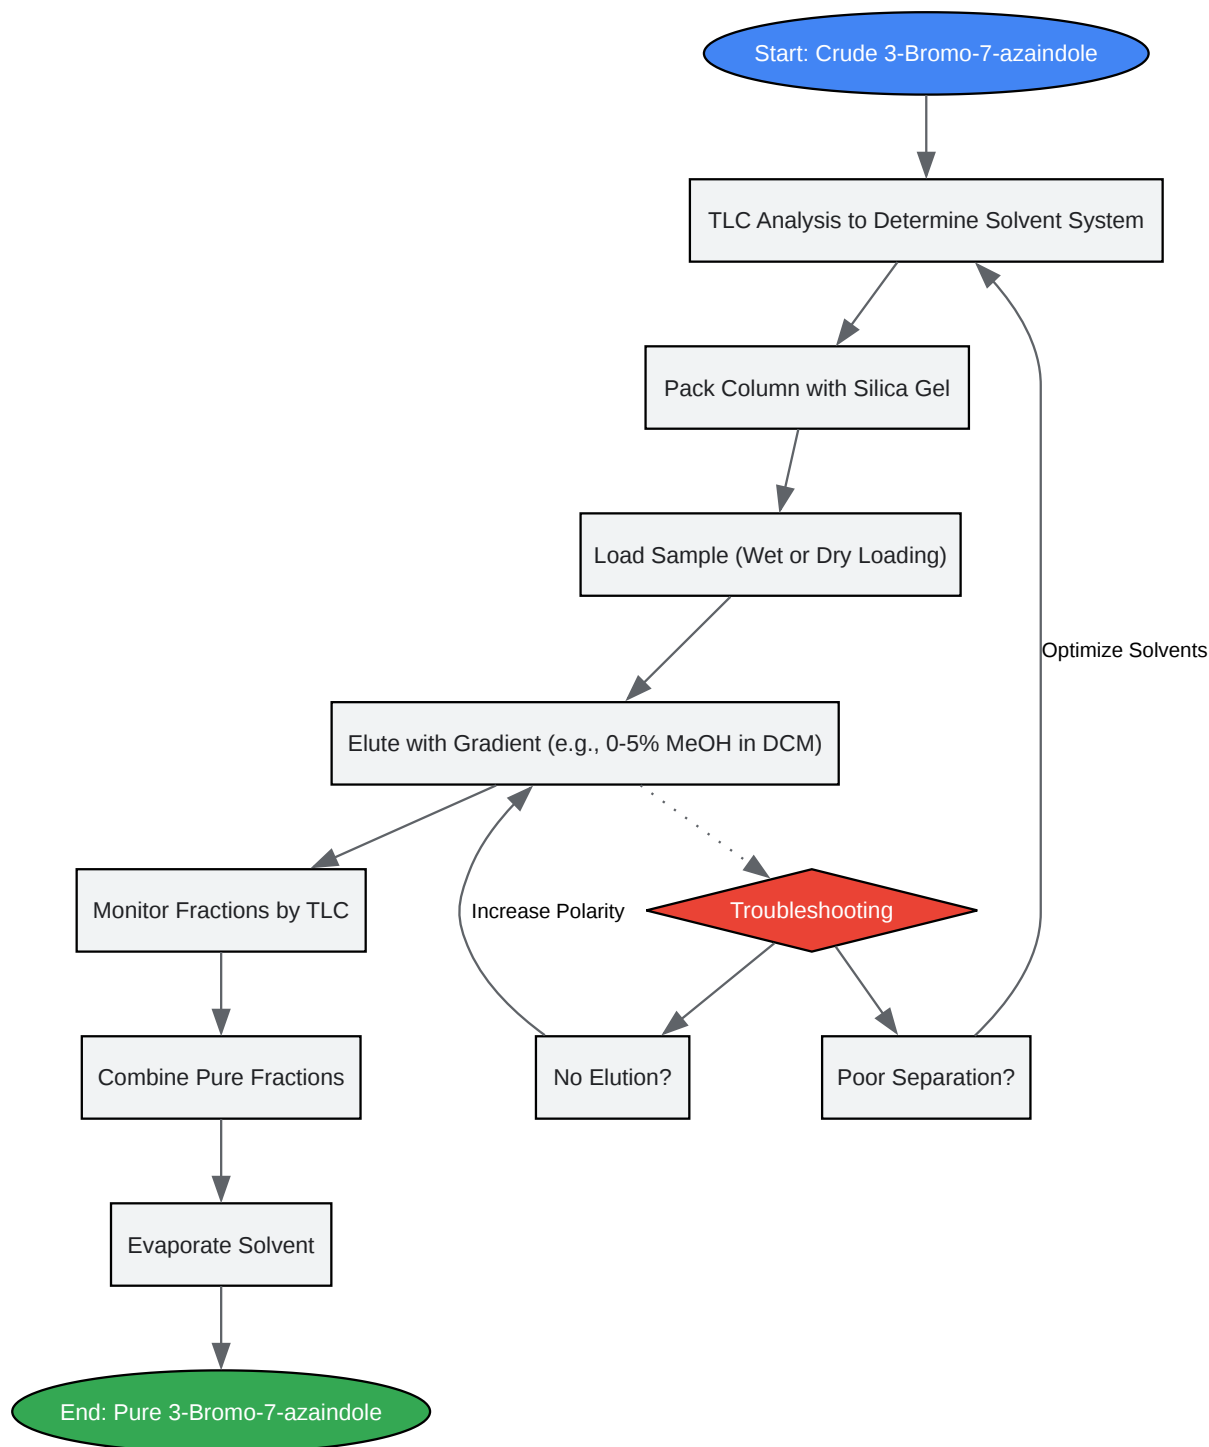 Start: Crude 3-Bromo-7-azaindole
TLC Analysis to Determine Solvent System
Pack Column with Silica Gel
Load Sample (Wet or Dry Loading)
Optimize Solvents
Elute with Gradient (e.g., 0-5% MeOH in DCM)
Monitor Fractions by TLC
Increase Polarity
Troubleshooting
Combine Pure Fractions
No Elution?
Poor Separation?
Evaporate Solvent
End: Pure 3-Bromo-7-azaindole